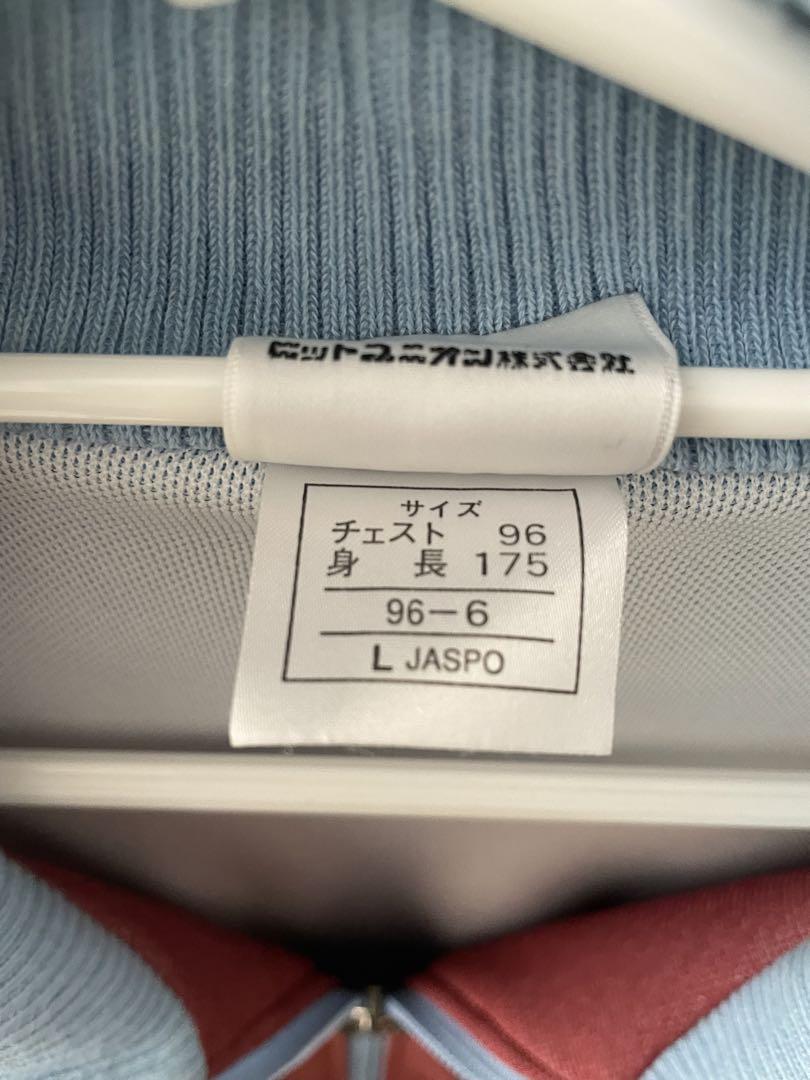 ヒットユニオン株式会社
サイズ
チェスト 96
身 長 175
96-6
L JASPO